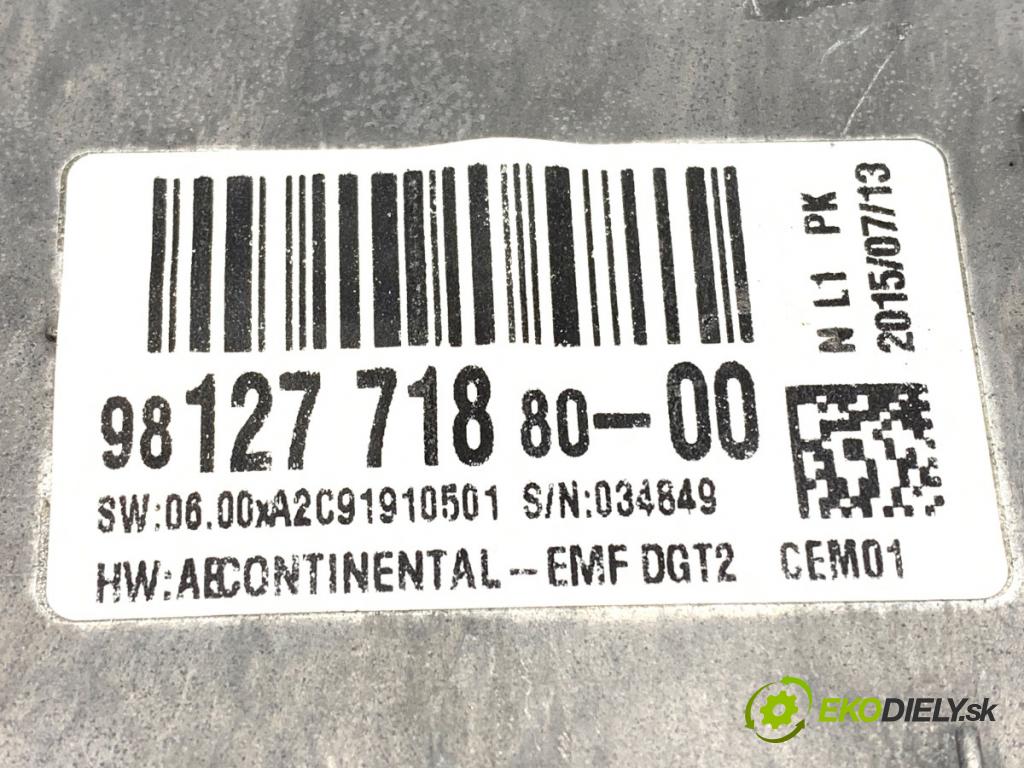 98 127 718 80-00
SW:06.00xA2C91910501 S/N:034849
HW:ABCONTINENTAL-EMF DGT2 CEM01
N L1 PK
2015/07/13
EKODIELY.sk